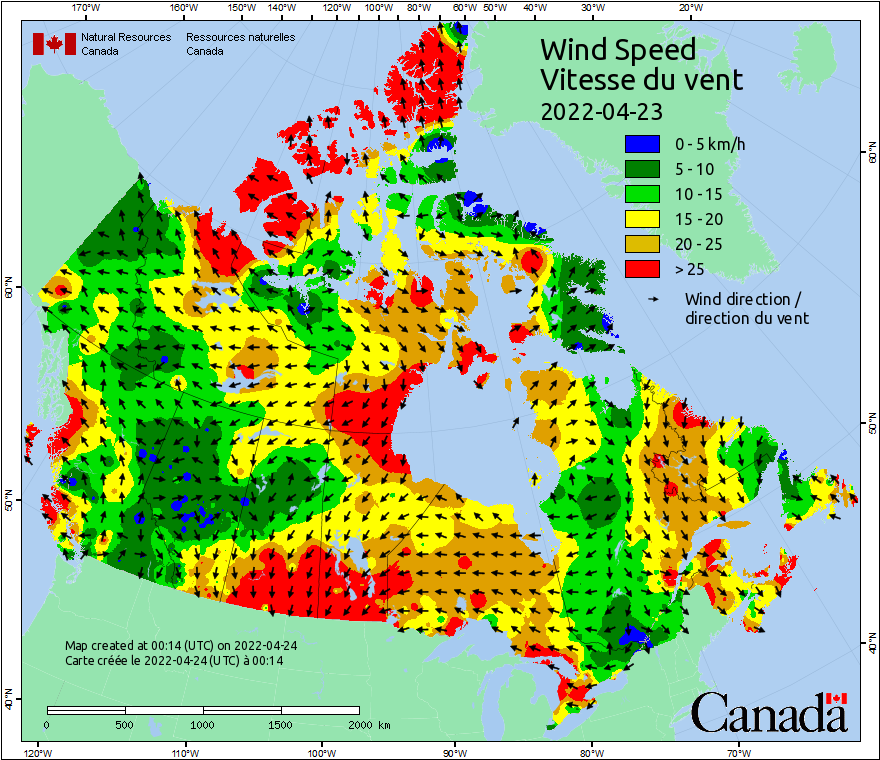 170°W 160°W 150°W 140°W 130°W 120°W 110°W 100°W 90°W 80°W 70°W 60°W 50°W 40°W 30°W 20°W
Natural Resources Canada
Ressources naturelles Canada
Wind Speed
Vitesse du vent
2022-04-23
0 - 5 km/h
5 - 10
10 - 15
15 - 20
20 - 25
> 25
Wind direction /
direction du vent
60°N
60°N
50°N
50°N
40°N
40°N
Map created at 00:14 (UTC) on 2022-04-24
Carte créée le 2022-04-24 (UTC) à 00:14
0 500 1000 1500 2000 km
Canada
120°W 110°W 100°W 90°W 80°W 70°W